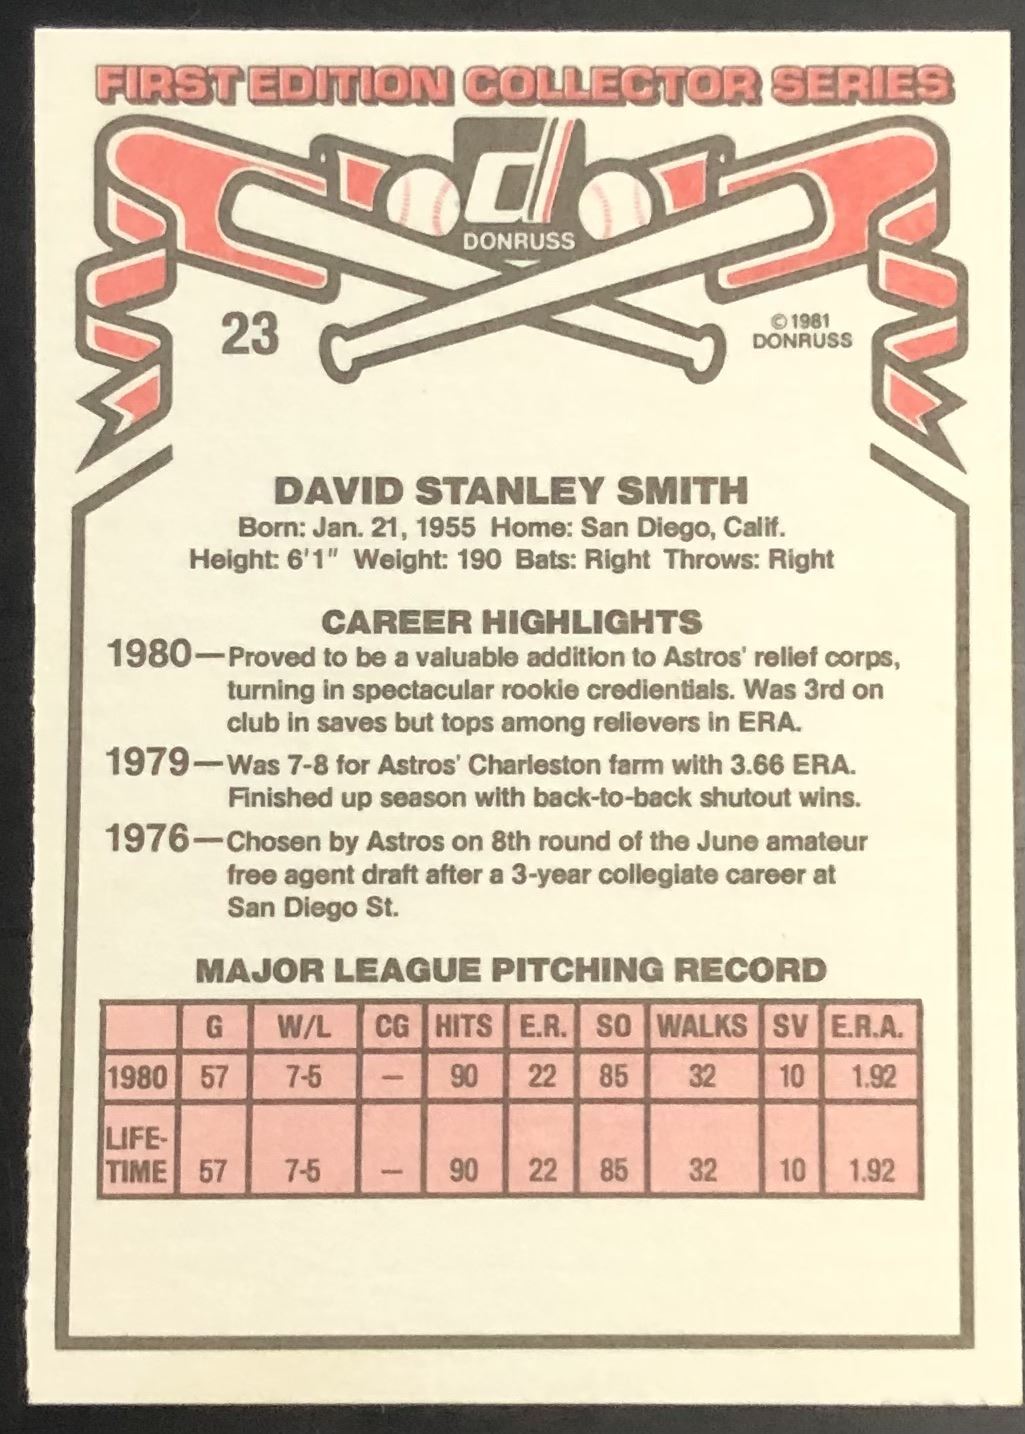 FIRST EDITION COLLECTOR SERIES
d
DONRUSS
23
©1981
DONRUSS
DAVID STANLEY SMITH
Born: Jan. 21, 1955 Home: San Diego, Calif.
Height: 6'1" Weight: 190 Bats: Right Throws: Right
CAREER HIGHLIGHTS
1980—Proved to be a valuable addition to Astros' relief corps,
turning in spectacular rookie credientials. Was 3rd on
club in saves but tops among relievers in ERA.
1979—Was 7-8 for Astros' Charleston farm with 3.66 ERA.
Finished up season with back-to-back shutout wins.
1976—Chosen by Astros on 8th round of the June amateur
free agent draft after a 3-year collegiate career at
San Diego St.
MAJOR LEAGUE PITCHING RECORD
G W/L CG HITS E.R. SO WALKS SV E.R.A.
1980 57 7-5 — 90 22 85 32 10 1.92
LIFE-
TIME 57 7-5 — 90 22 85 32 10 1.92